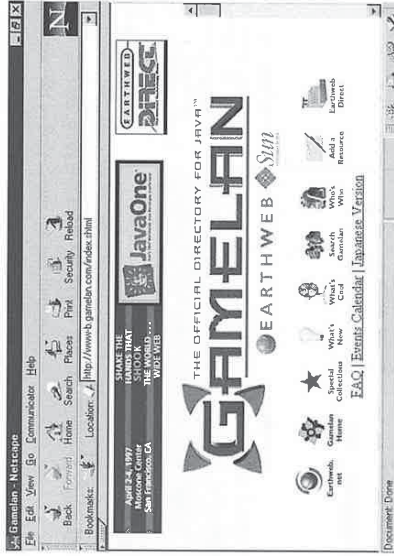 Gamelan - Netscape
File Edit View Go Communicator Help
Back Forward Home Search Places Print Security Reload
Bookmarks: Location: http://www-b.gamelan.com/index.shtml
April 2-4, 1997
Moscone Center
San Francisco, CA
SHAKE THE
HANDS THAT
SHOOK
THE WORLD . . .
WIDE WEB
JavaOne
EARTHWEB
DIRECT
THE OFFICIAL DIRECTORY FOR JAVA™
GAMELAN
EARTHWEB Sun
Earthweb.net
Gamelan Home
Special Collections
What's New
What's Cool
Search Gamelan
Who's Who
Add a Resource
Earthweb Direct
FAQ | Events Calendar | Japanese Version
Document: Done